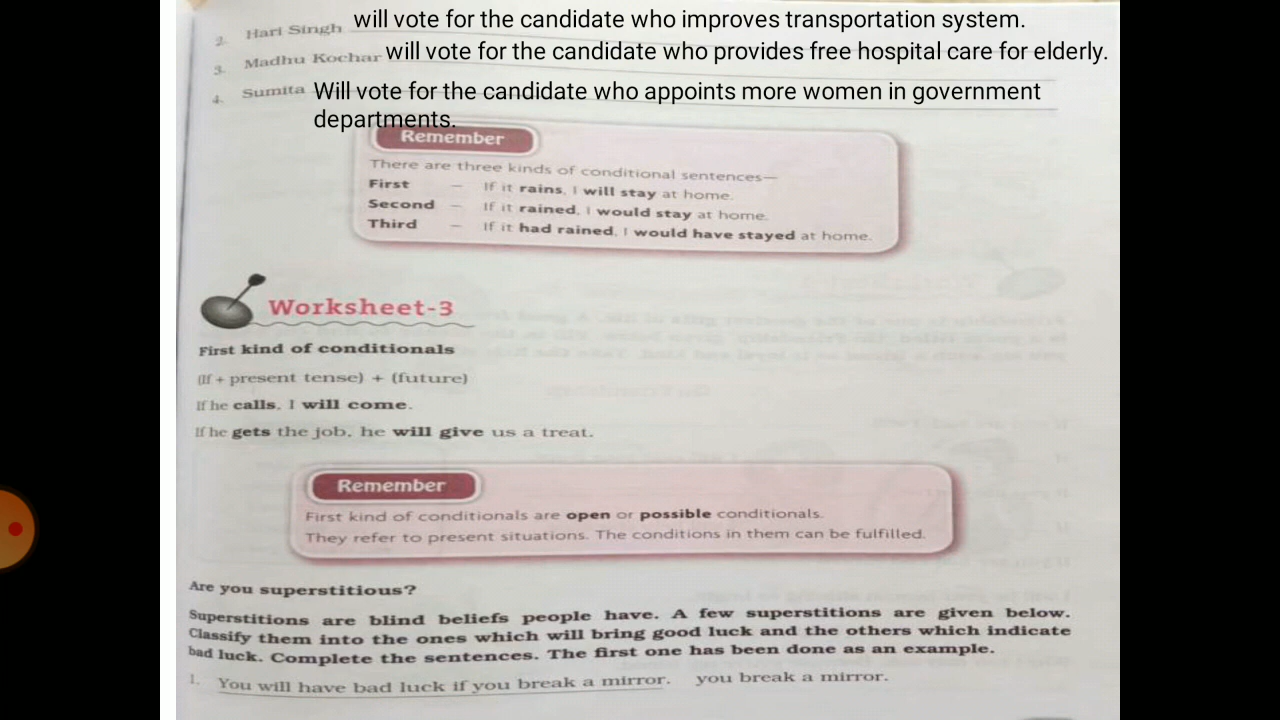 2. Hari Singh will vote for the candidate who improves transportation system.
3. Madhu Kochar will vote for the candidate who provides free hospital care for elderly.
4. Sumita Will vote for the candidate who appoints more women in government
departments.
Remember
There are three kinds of conditional sentences—
First – If it rains, I will stay at home.
Second – If it rained, I would stay at home.
Third – If it had rained, I would have stayed at home.
Worksheet-3
First kind of conditionals
(If + present tense) + (future)
If he calls, I will come.
If he gets the job, he will give us a treat.
Remember
First kind of conditionals are open or possible conditionals.
They refer to present situations. The conditions in them can be fulfilled.
Are you superstitious?
Superstitions are blind beliefs people have. A few superstitions are given below.
Classify them into the ones which will bring good luck and the others which indicate
bad luck. Complete the sentences. The first one has been done as an example.
1. You will have bad luck if you break a mirror. you break a mirror.